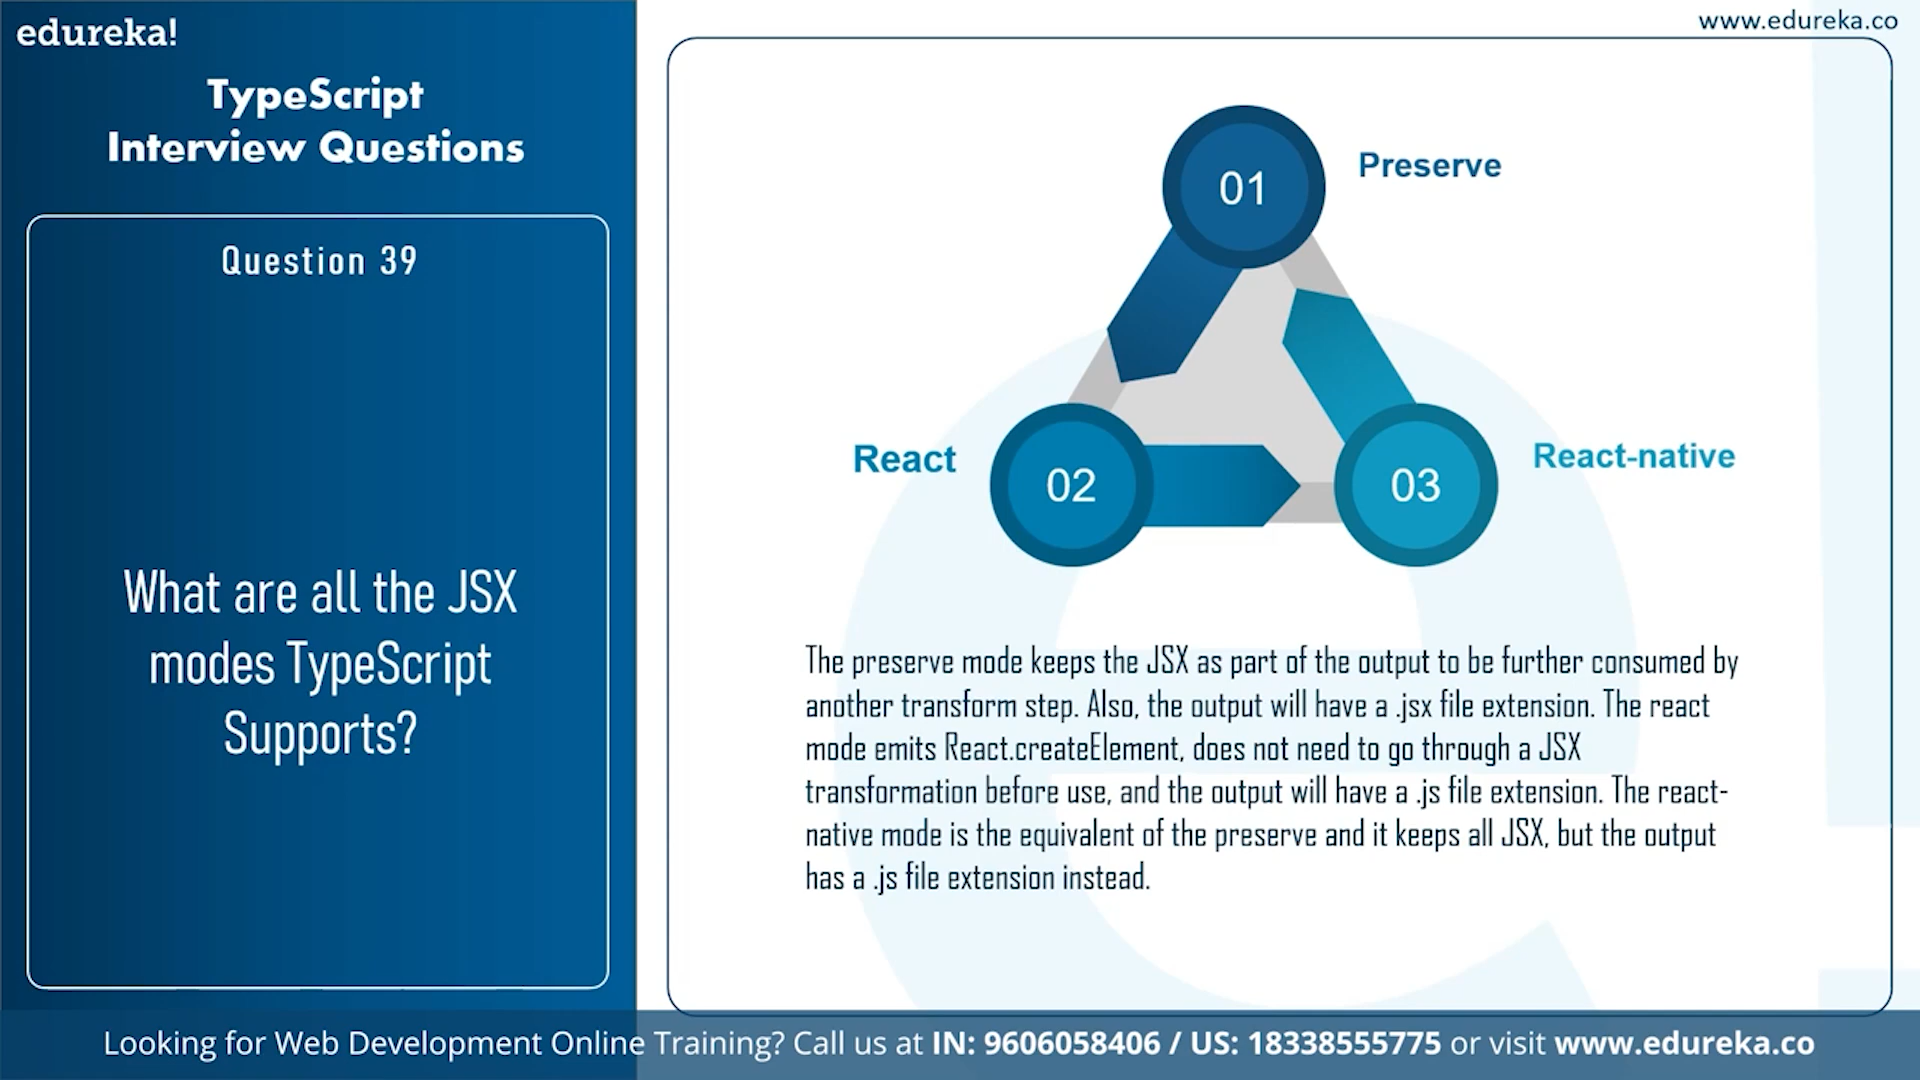 edureka!
www.edureka.co
TypeScript
Interview Questions
Question 39
What are all the JSX
modes TypeScript
Supports?
01
Preserve
React
02
03
React-native
The preserve mode keeps the JSX as part of the output to be further consumed by
another transform step. Also, the output will have a .jsx file extension. The react
mode emits React.createElement, does not need to go through a JSX
transformation before use, and the output will have a .js file extension. The react-
native mode is the equivalent of the preserve and it keeps all JSX, but the output
has a .js file extension instead.
Looking for Web Development Online Training? Call us at IN: 9606058406 / US: 18338555775 or visit www.edureka.co